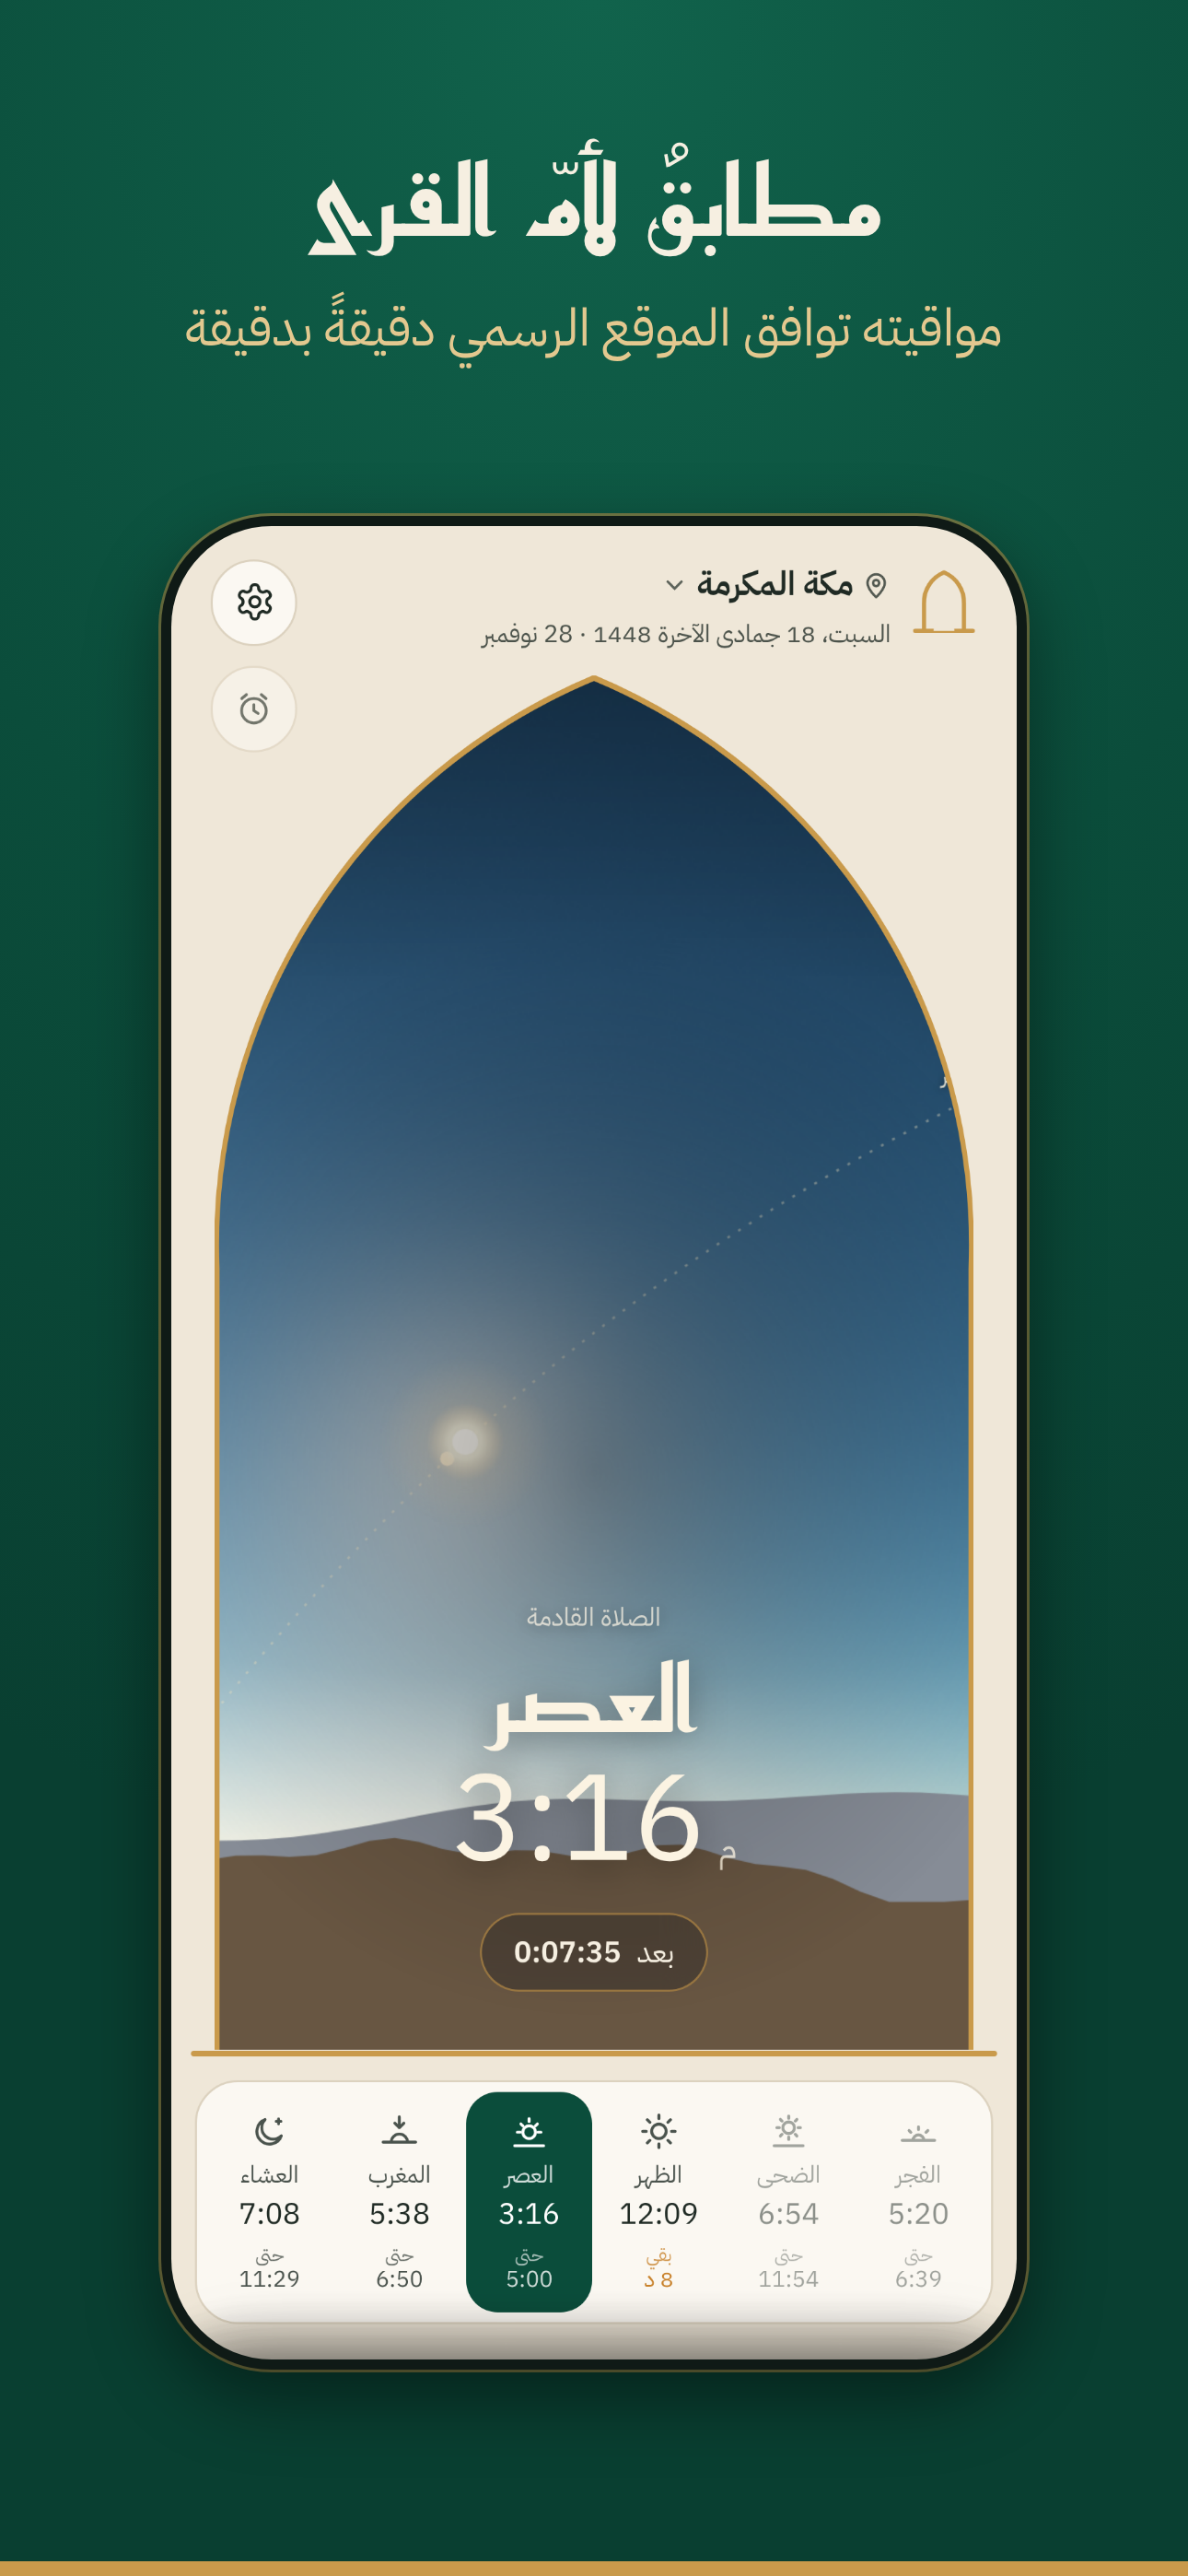 مطابقٌ لأمّ القرى
مواقيته توافق الموقع الرسمي دقيقةً بدقيقة
مكة المكرمة
السبت، 18 جمادى الآخرة 1448 · 28 نوفمبر
الصلاة القادمة
العصر
3:16 م
بعد 0:07:35
الفجر الضحى الظهر العصر المغرب العشاء
5:20 6:54 12:09 3:16 5:38 7:08
حتى حتى بقي حتى حتى حتى
6:39 11:54 8 د 5:00 6:50 11:29